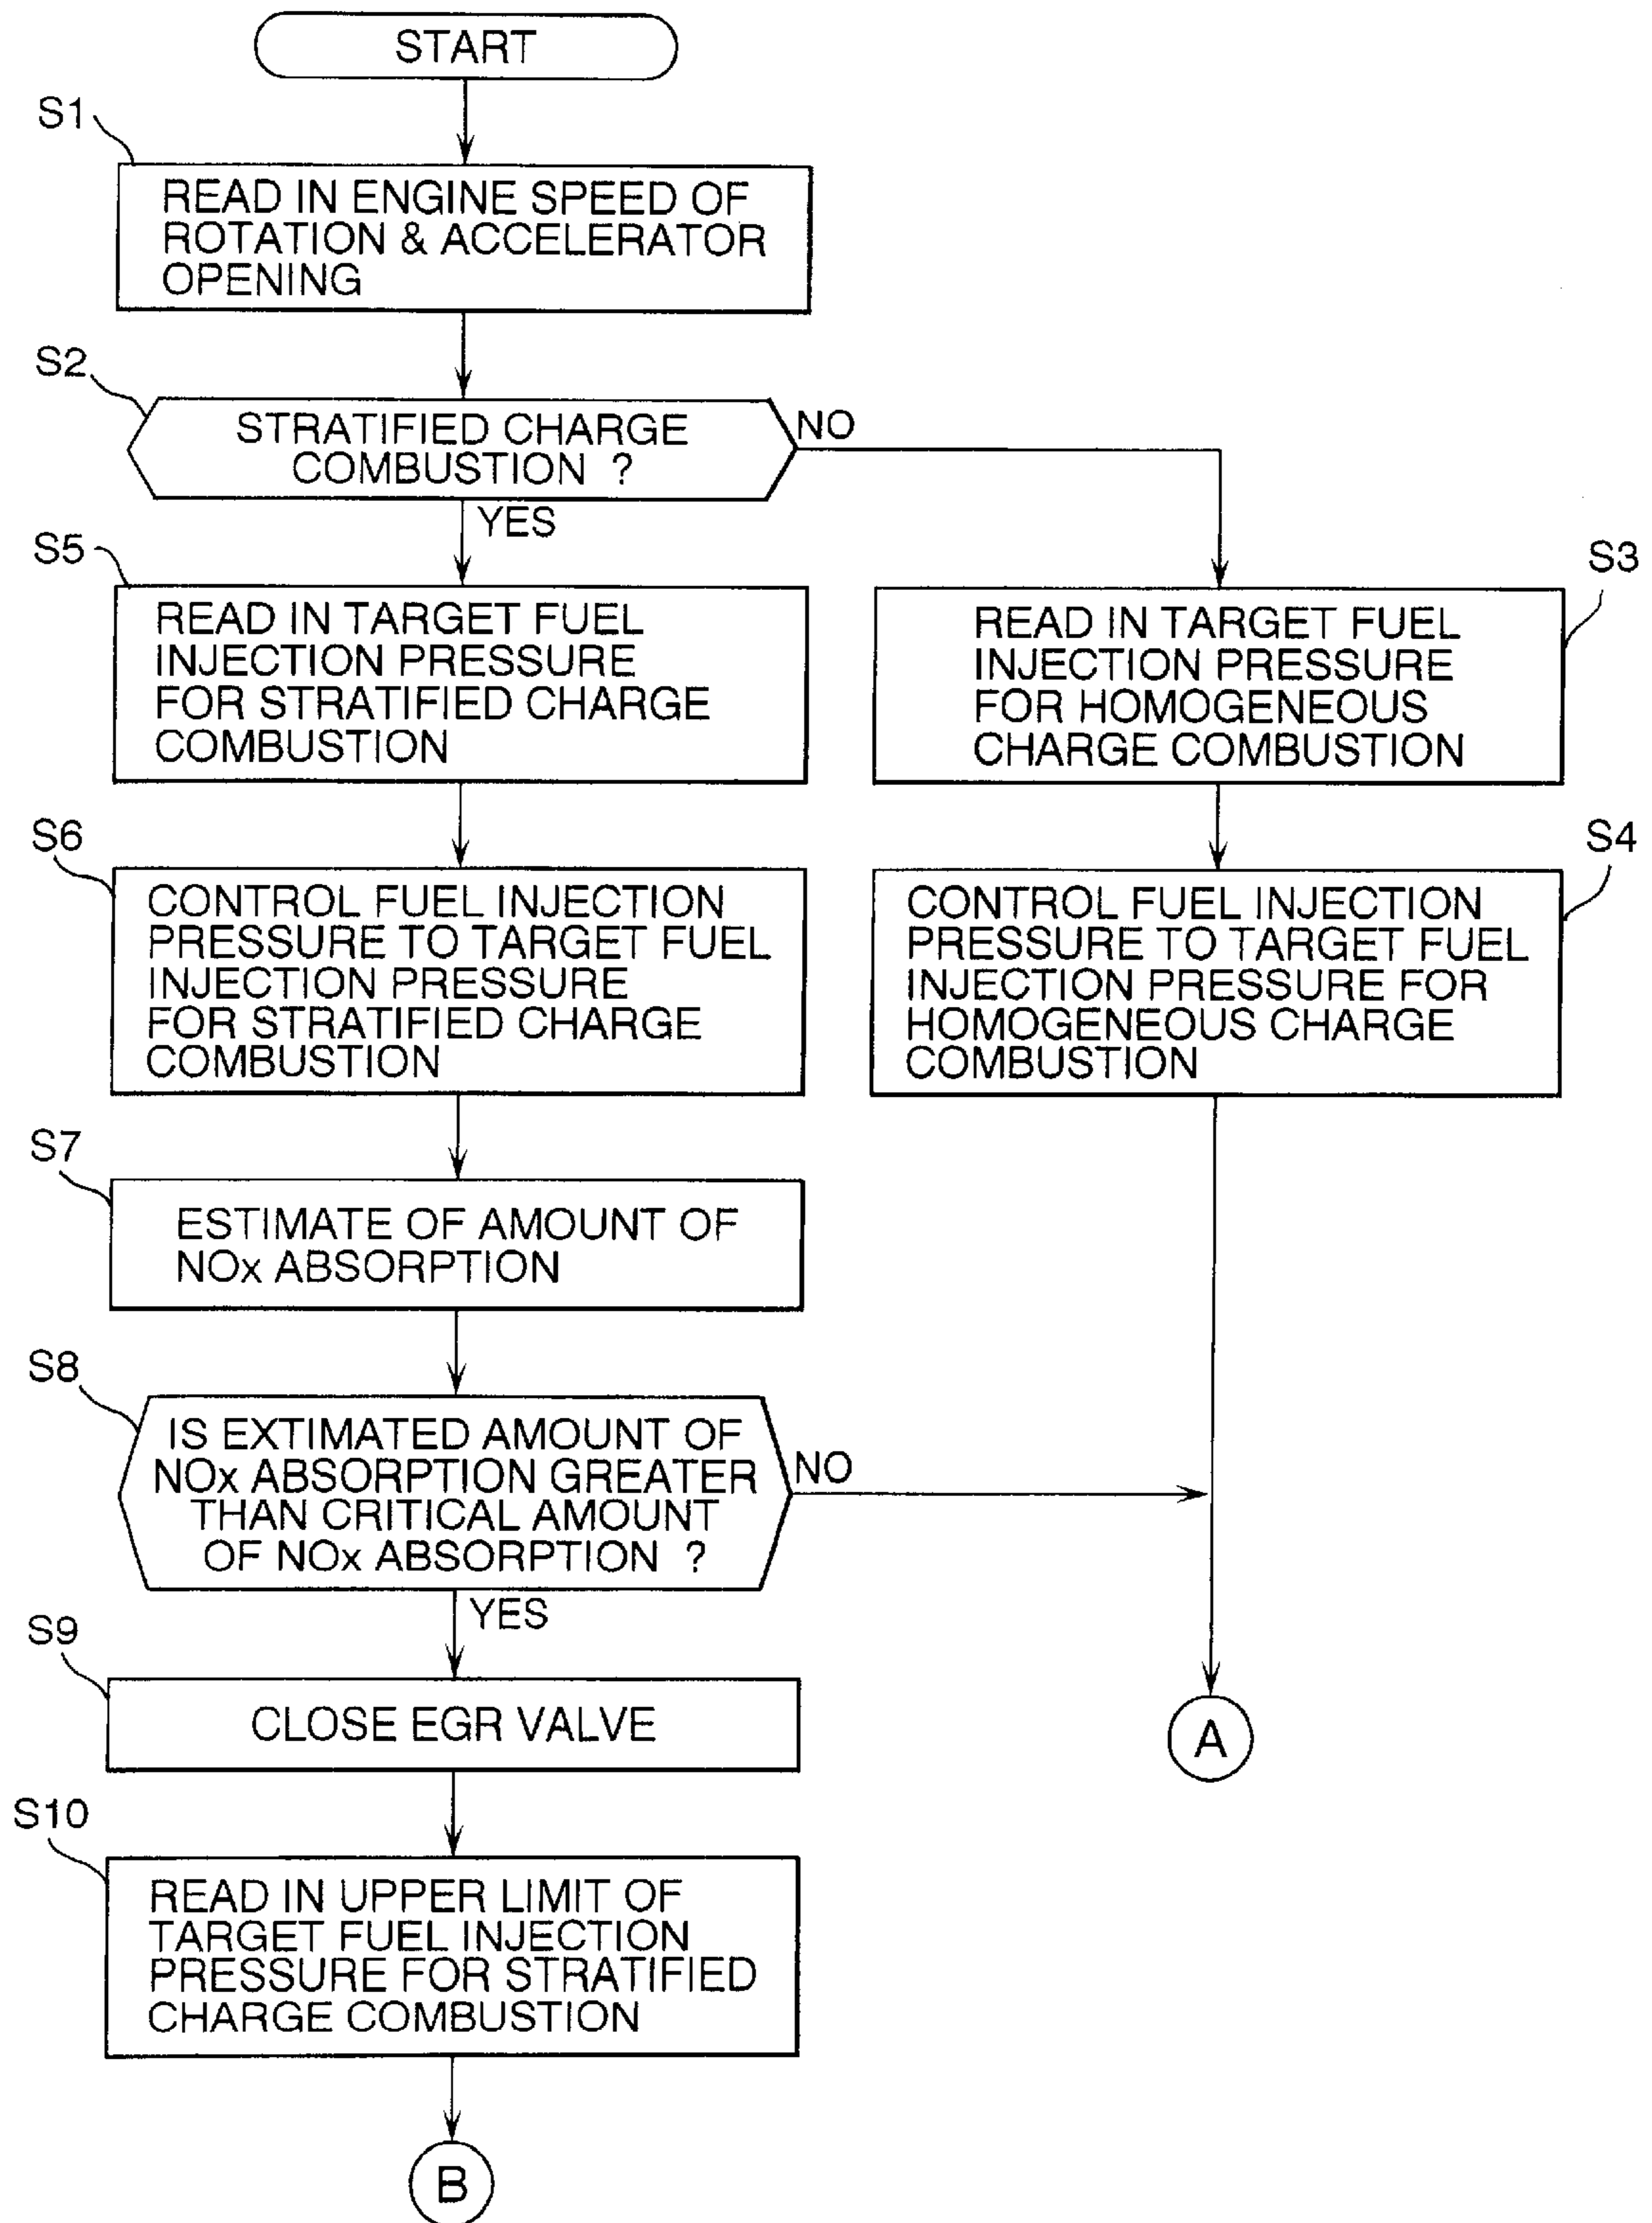 START
S1
READ IN ENGINE SPEED OF
ROTATION & ACCELERATOR
OPENING
S2
STRATIFIED CHARGE
COMBUSTION ?
NO
YES
S5
READ IN TARGET FUEL
INJECTION PRESSURE
FOR STRATIFIED CHARGE
COMBUSTION
S3
READ IN TARGET FUEL
INJECTION PRESSURE
FOR HOMOGENEOUS
CHARGE COMBUSTION
S6
CONTROL FUEL INJECTION
PRESSURE TO TARGET FUEL
INJECTION PRESSURE
FOR STRATIFIED CHARGE
COMBUSTION
S4
CONTROL FUEL INJECTION
PRESSURE TO TARGET FUEL
INJECTION PRESSURE FOR
HOMOGENEOUS CHARGE
COMBUSTION
S7
ESTIMATE OF AMOUNT OF
NOx ABSORPTION
S8
IS EXTIMATED AMOUNT OF
NOx ABSORPTION GREATER
THAN CRITICAL AMOUNT
OF NOx ABSORPTION ?
NO
YES
S9
CLOSE EGR VALVE
A
S10
READ IN UPPER LIMIT OF
TARGET FUEL INJECTION
PRESSURE FOR STRATIFIED
CHARGE COMBUSTION
B